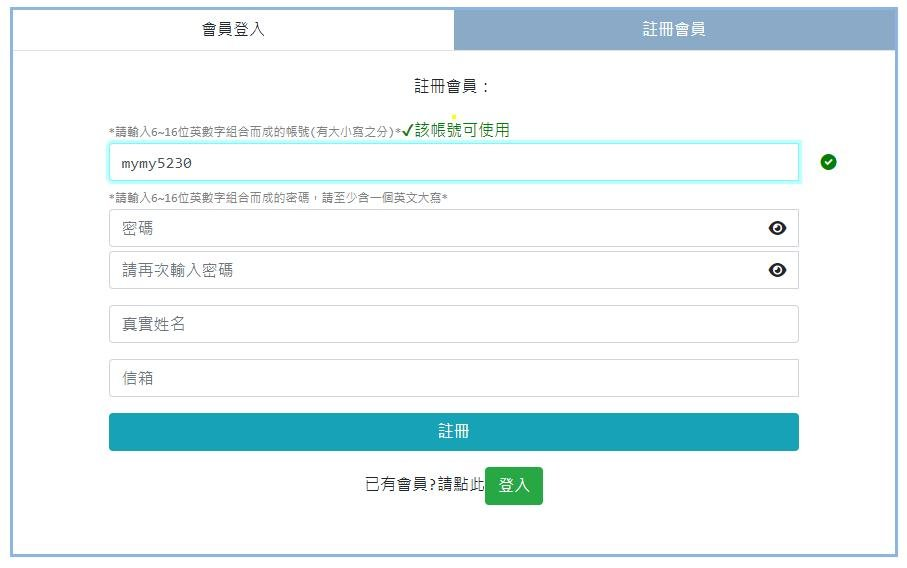 會員登入 註冊會員
註冊會員：
*請輸入6~16位英數字組合而成的帳號(有大小寫之分)*✔該帳號可使用
mymy5230
*請輸入6~16位英數字組合而成的密碼，請至少含一個英文大寫*
密碼
請再次輸入密碼
真實姓名
信箱
註冊
已有會員?請點此 登入